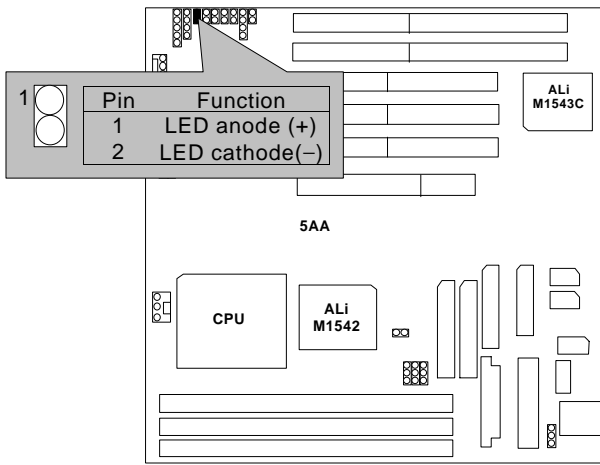 ALi
M1543C
1
Pin Function
1 LED anode (+)
2 LED cathode(−)
5AA
CPU
ALi
M1542